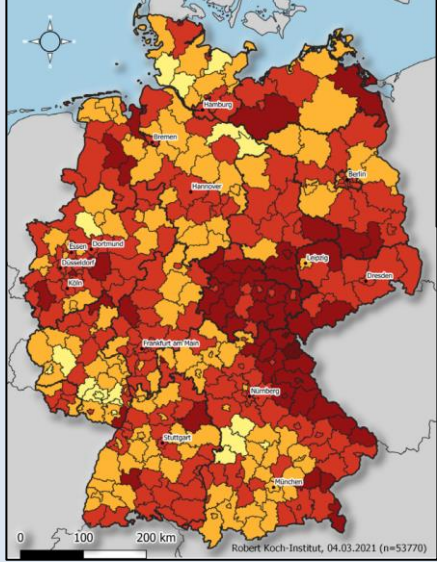 Hamburg
Bremen
Berlin
Hannover
Essen
Dortmund
Düsseldorf
Leipzig
Köln
Dresden
Frankfurt am Main
Nürnberg
Stuttgart
München
0 100 200 km
Robert Koch-Institut, 04.03.2021 (n=53770)